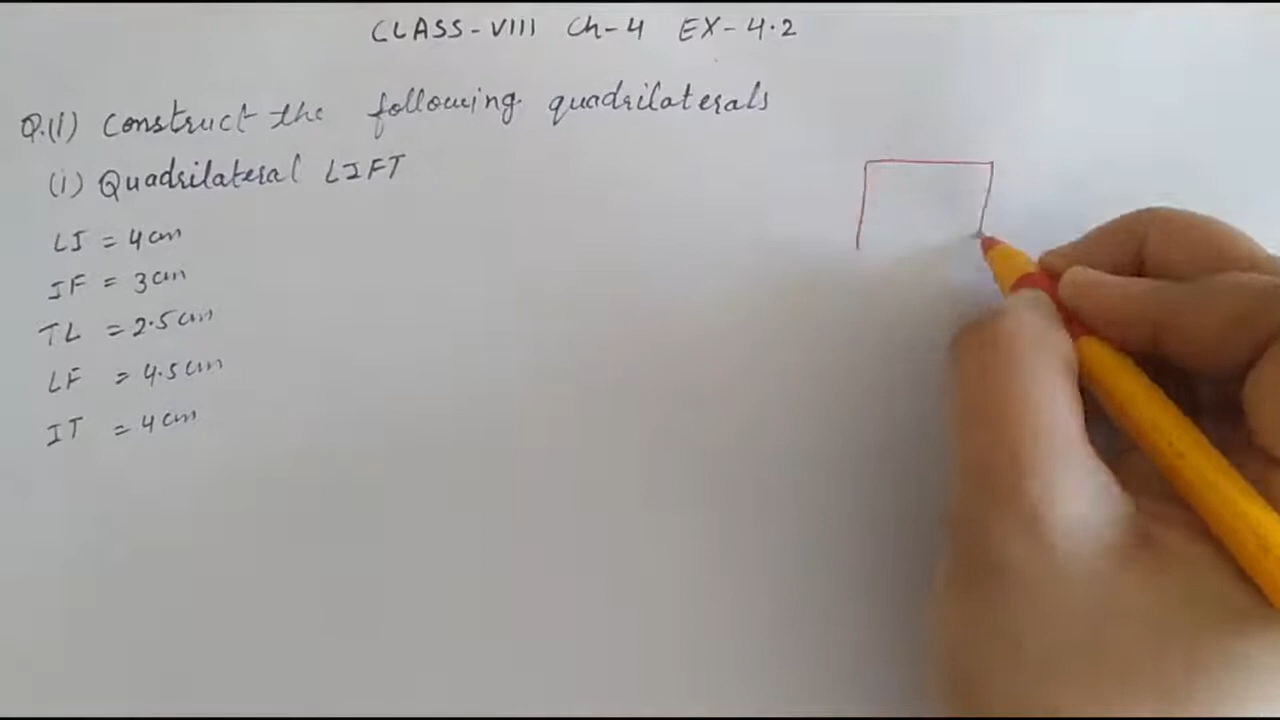 CLASS-VIII Ch-4 EX-4.2
Q.(1) Construct the following quadrilaterals
(i) Quadrilateral LIFT
LI = 4cm
IF = 3cm
TL = 2.5cm
LF = 4.5cm
IT = 4cm